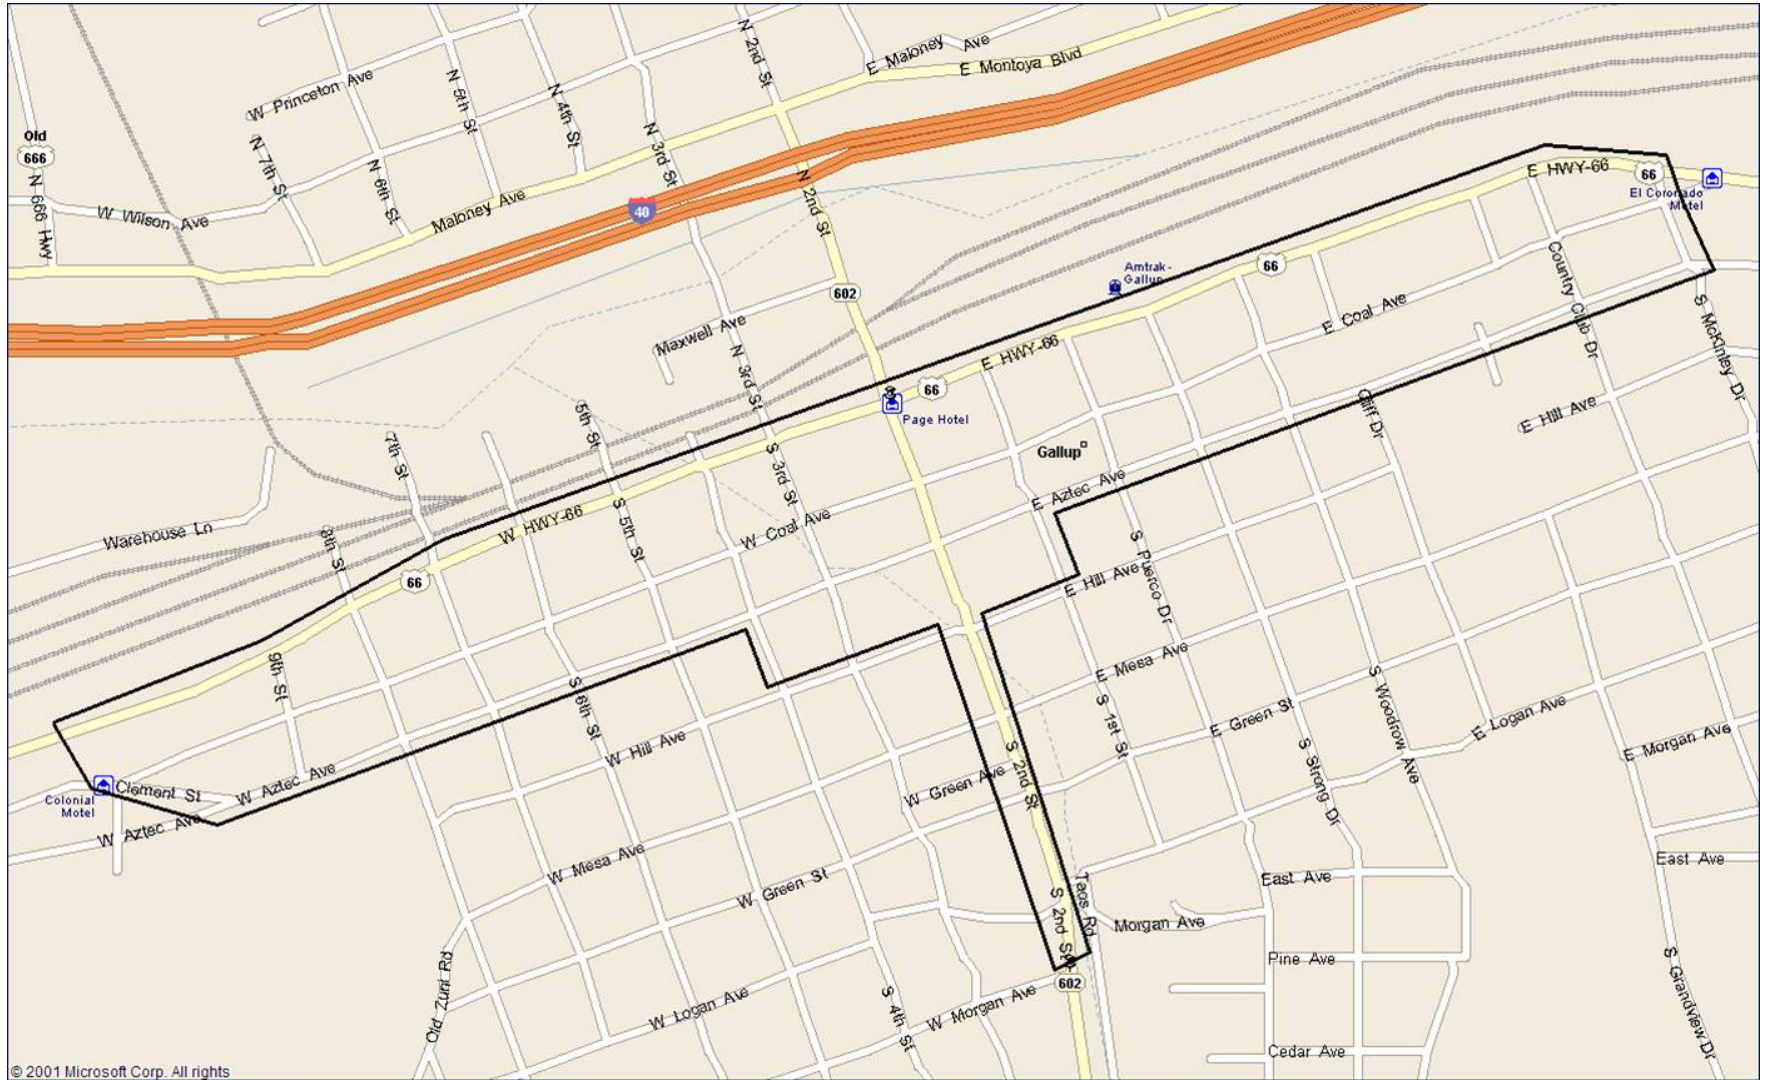 N 2nd St
E Maloney Ave
E Montoya Blvd
W Princeton Ave
N 5th St
N 4th St
Old
666
N 3rd St
N 7th St
N 6th St
N 2nd St
E HWY-66
66
El Coronado
Motel
N 666 Hwy
W Wilson Ave
Maloney Ave
40
Country Club Dr
66
Amtrak-
Gallup
602
S McKinley Dr
E Coal Ave
Maxwell Ave
N 3rd St
E HWY-66
66
Page Hotel
Cliff Dr
E Hill Ave
5th St
7th St
S 3rd St
Gallup
E Aztec Ave
Warehouse Ln
8th St
W HWY-66
S 5th St
W Coal Ave
66
S Puerco Dr
E Hill Ave
9th St
S 6th St
E Mesa Ave
S 1st St
S Woodrow Ave
E Green St
E Logan Ave
E Morgan Ave
W Hill Ave
S 2nd St
S Strong Dr
Clement St
Colonial
Motel
W Aztec Ave
W Aztec Ave
W Green Ave
W Mesa Ave
W Green St
East Ave
East Ave
S 2nd St
Taos Rd
Morgan Ave
Pine Ave
Old Zuni Rd
602
W Logan Ave
S 4th St
W Morgan Ave
S Grandview Dr
Cedar Ave
© 2001 Microsoft Corp. All rights